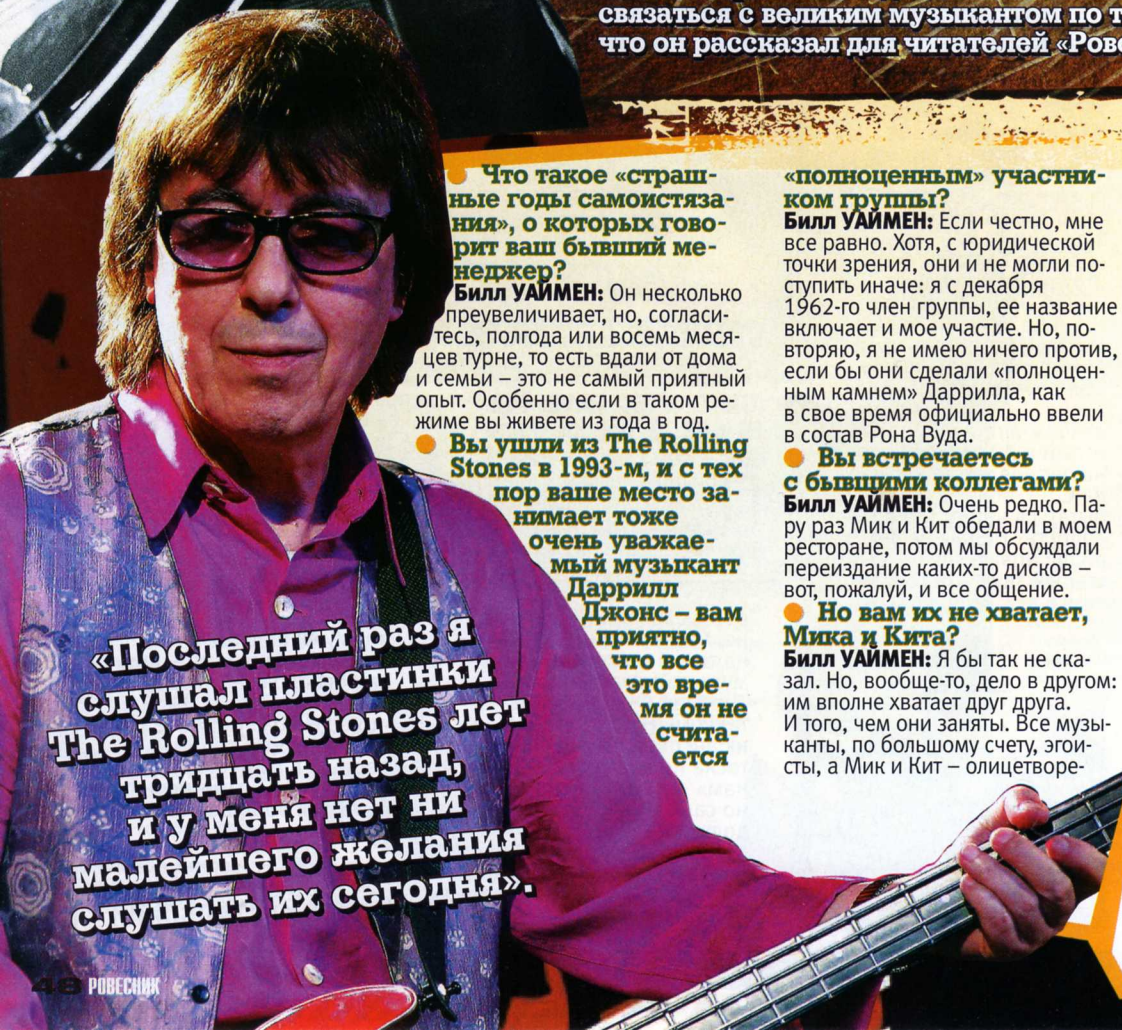 связаться с великим музыкантом по т
что он рассказал для читателей «Рове
Что такое «страш-
ные годы самоистяза-
ния», о которых гово-
рит ваш бывший ме-
неджер?
Билл УАЙМЕН: Он несколько
преувеличивает, но, согласи-
тесь, полгода или восемь меся-
цев турне, то есть вдали от дома
и семьи – это не самый приятный
опыт. Особенно если в таком ре-
жиме вы живете из года в год.
Вы ушли из The Rolling
Stones в 1993-м, и с тех
пор ваше место за-
нимает тоже
очень уважае-
мый музыкант
Даррилл
Джонс – вам
приятно,
что все
это вре-
мя он не
счита-
ется
«полноценным» участни-
ком группы?
Билл УАЙМЕН: Если честно, мне
все равно. Хотя, с юридической
точки зрения, они и не могли по-
ступить иначе: я с декабря
1962-го член группы, ее название
включает и мое участие. Но, по-
вторяю, я не имею ничего против,
если бы они сделали «полноцен-
ным камнем» Даррилла, как
в свое время официально ввели
в состав Рона Вуда.
Вы встречаетесь
с бывшими коллегами?
Билл УАЙМЕН: Очень редко. Па-
ру раз Мик и Кит обедали в моем
ресторане, потом мы обсуждали
переиздание каких-то дисков –
вот, пожалуй, и все общение.
Но вам их не хватает,
Мика и Кита?
Билл УАЙМЕН: Я бы так не ска-
зал. Но, вообще-то, дело в другом:
им вполне хватает друг друга.
И того, чем они заняты. Все музы-
канты, по большому счету, эгои-
сты, а Мик и Кит – олицетворе-
«Последний раз я
слушал пластинки
The Rolling Stones лет
тридцать назад,
и у меня нет ни
малейшего желания
слушать их сегодня».
48 РОВЕСНИК